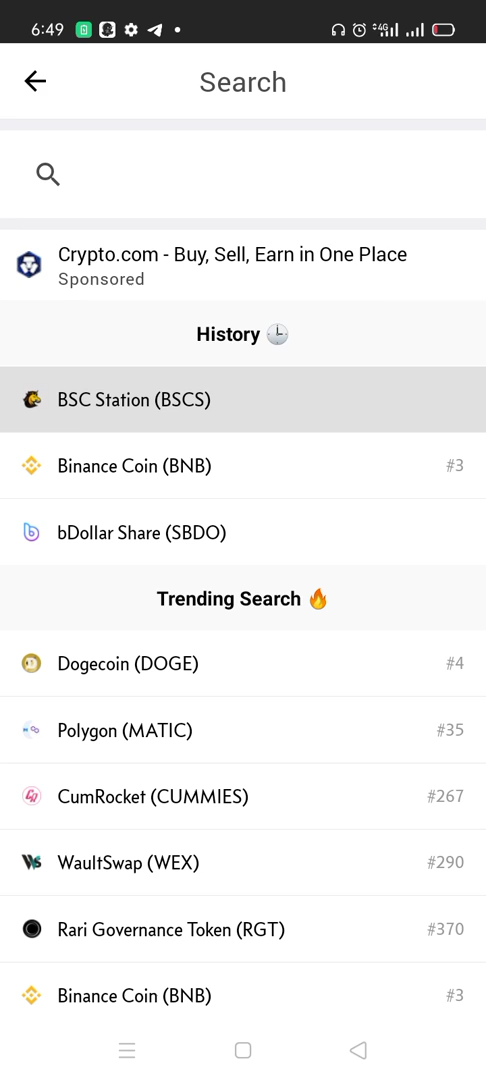 6:49
4G
Search
Crypto.com - Buy, Sell, Earn in One Place
Sponsored
History 🕒
BSC Station (BSCS)
Binance Coin (BNB) #3
bDollar Share (SBDO)
Trending Search 🔥
Dogecoin (DOGE) #4
Polygon (MATIC) #35
CumRocket (CUMMIES) #267
WaultSwap (WEX) #290
Rari Governance Token (RGT) #370
Binance Coin (BNB) #3